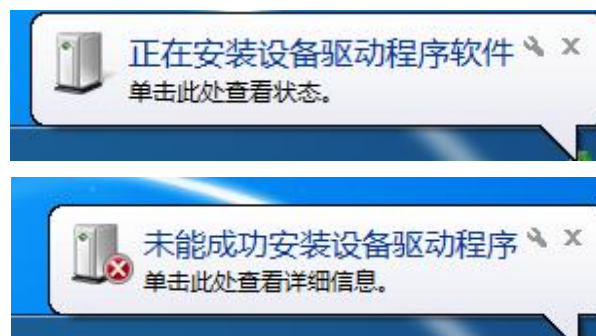 正在安装设备驱动程序软件
单击此处查看状态。
未能成功安装设备驱动程序
单击此处查看详细信息。